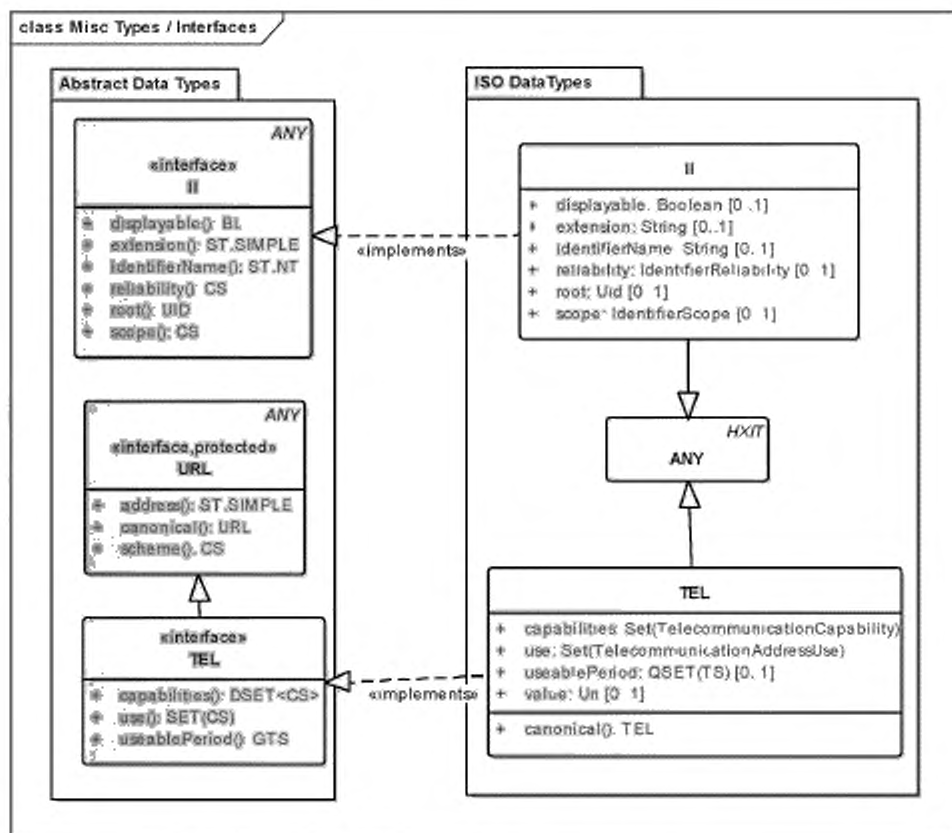 class Misc Types / Interfaces
Abstract Data Types
ANY
«interface»
II
+ displayable(): BL
+ extension(): ST.SIMPLE
+ identifierName(): ST.NT
+ reliability(): CS
+ root(): UID
+ scope(): CS
ANY
«interface,protected»
URL
+ address(): ST.SIMPLE
+ canonical(): URL
+ scheme(): CS
«interface»
TEL
+ capabilities(): DSET<CS>
+ use(): SET(CS)
+ useablePeriod(): GTS
«implements»
«implements»
ISO DataTypes
II
+ displayable: Boolean [0..1]
+ extension: String [0..1]
+ identifierName: String [0..1]
+ reliability: IdentifierReliability [0..1]
+ root: Uid [0..1]
+ scope: IdentifierScope [0..1]
HXIT
ANY
TEL
+ capabilities: Set(TelecommunicationCapability)
+ use: Set(TelecommunicationAddressUse)
+ useablePeriod: QSET(TS) [0..1]
+ value: Uri [0..1]
+ canonical(): TEL